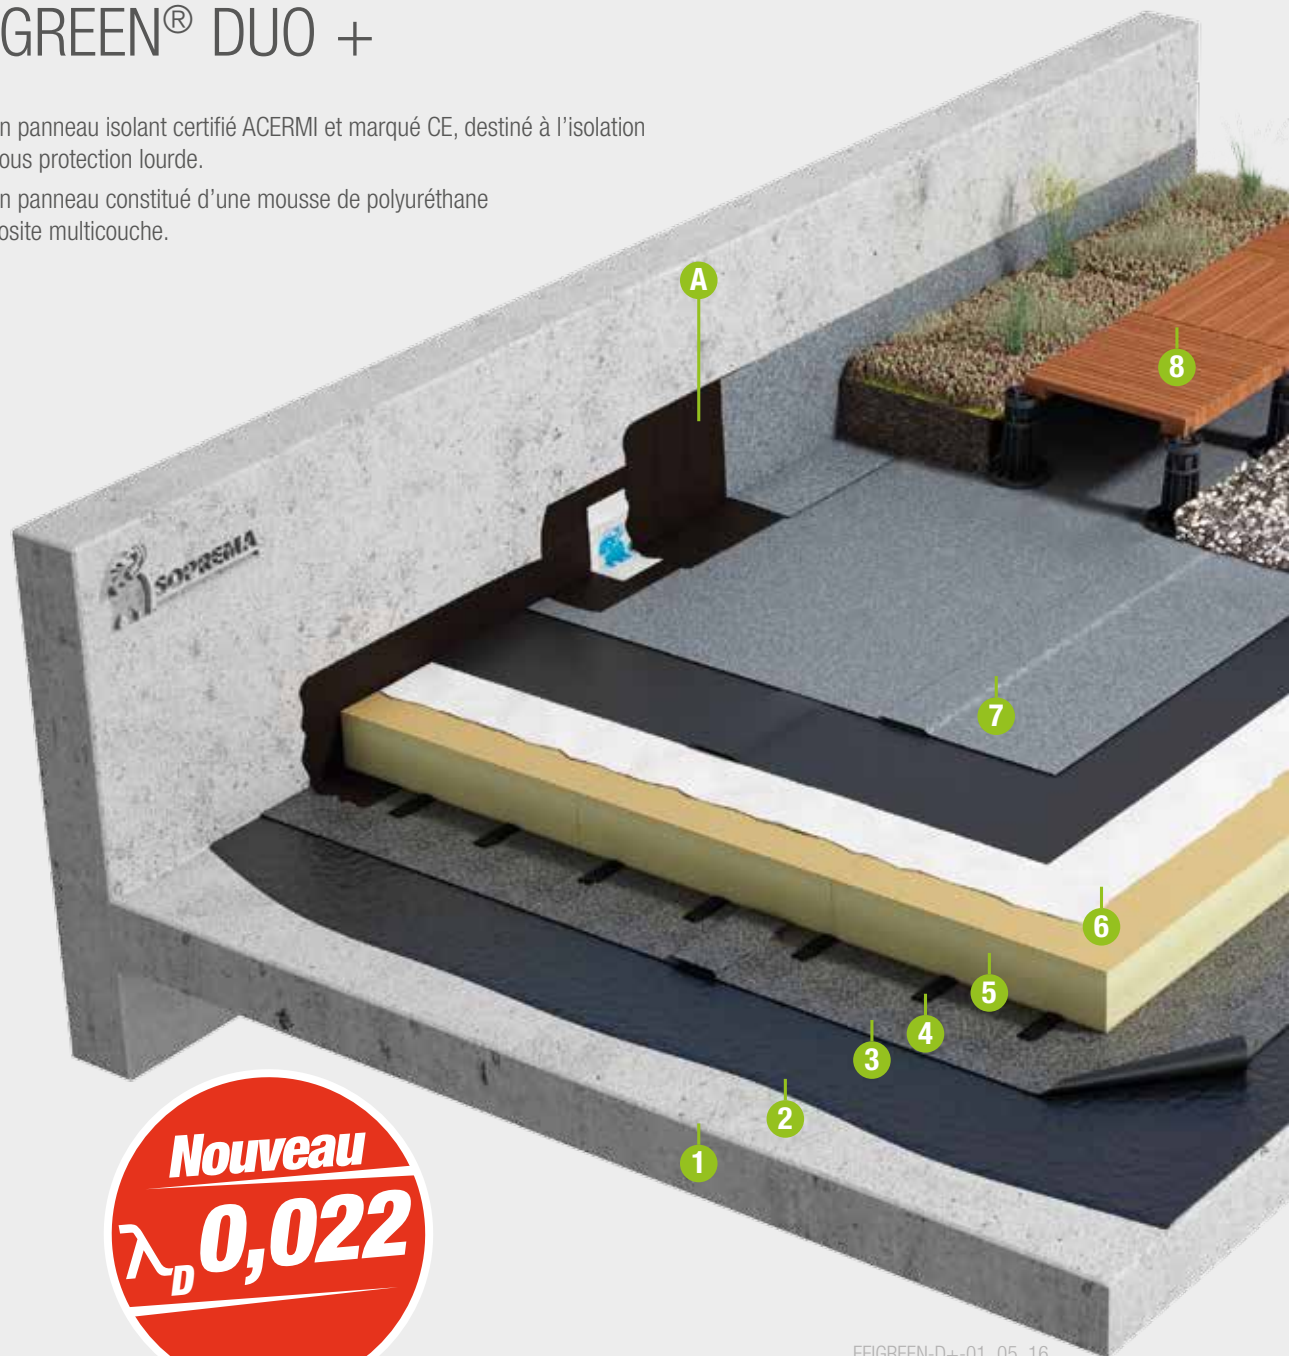 GREEN® DUO +
n panneau isolant certifié ACERMI et marqué CE, destiné à l’isolation
ous protection lourde.
n panneau constitué d’une mousse de polyuréthane
osite multicouche.
A
8
SOPREMA
7
6
5
4
3
2
1
Nouveau
λD 0,022